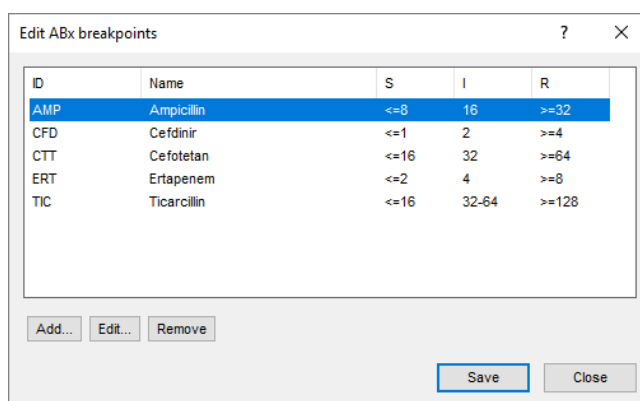 Edit ABx breakpoints ? ×
ID Name S I R
AMP Ampicillin <=8 16 >=32
CFD Cefdinir <=1 2 >=4
CTT Cefotetan <=16 32 >=64
ERT Ertapenem <=2 4 >=8
TIC Ticarcillin <=16 32-64 >=128
Add... Edit... Remove
Save Close